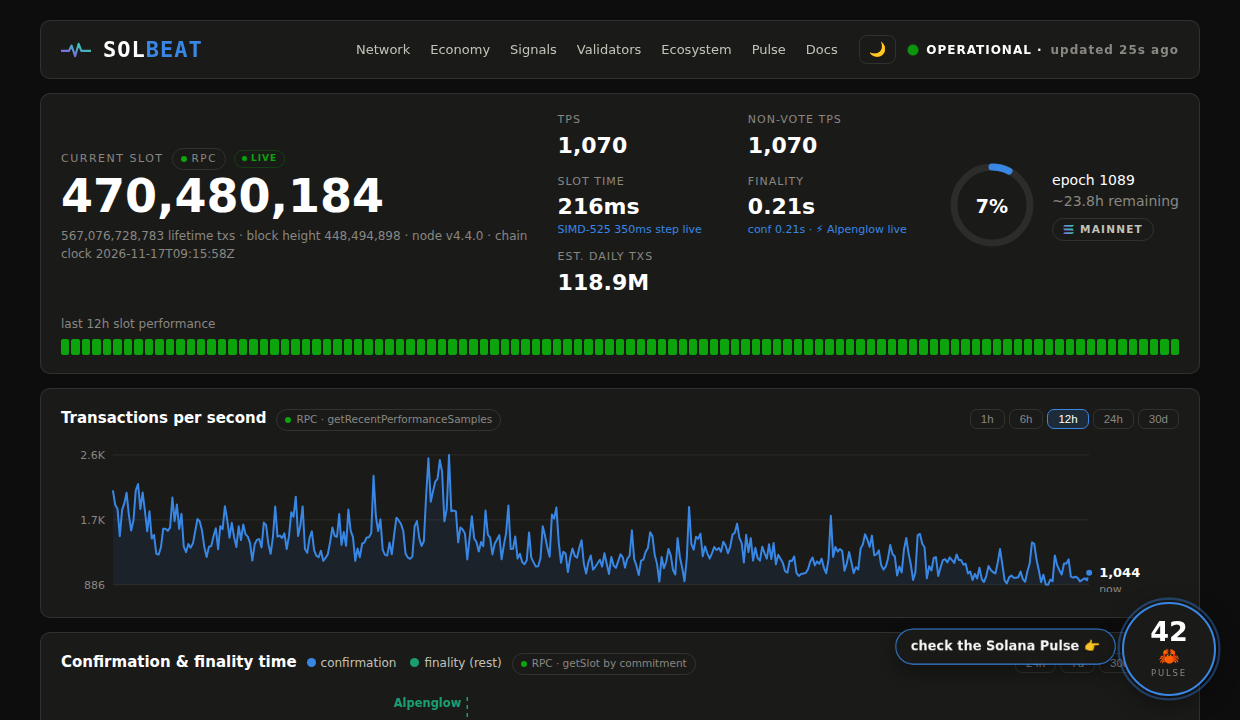 SOLBEAT
Network Economy Signals Validators Ecosystem Pulse Docs
OPERATIONAL · updated 25s ago
CURRENT SLOT RPC LIVE
470,480,184
567,076,728,783 lifetime txs · block height 448,494,898 · node v4.4.0 · chain
clock 2026-11-17T09:15:58Z
TPS
1,070
NON-VOTE TPS
1,070
SLOT TIME
216ms
SIMD-525 350ms step live
FINALITY
0.21s
conf 0.21s · ⚡ Alpenglow live
EST. DAILY TXS
118.9M
7%
epoch 1089
~23.8h remaining
MAINNET
last 12h slot performance
Transactions per second RPC · getRecentPerformanceSamples
1h 6h 12h 24h 30d
2.6K
1.7K
886
1,044
now
Confirmation & finality time confirmation finality (rest) RPC · getSlot by commitment
check the Solana Pulse 👉
42
PULSE
Alpenglow